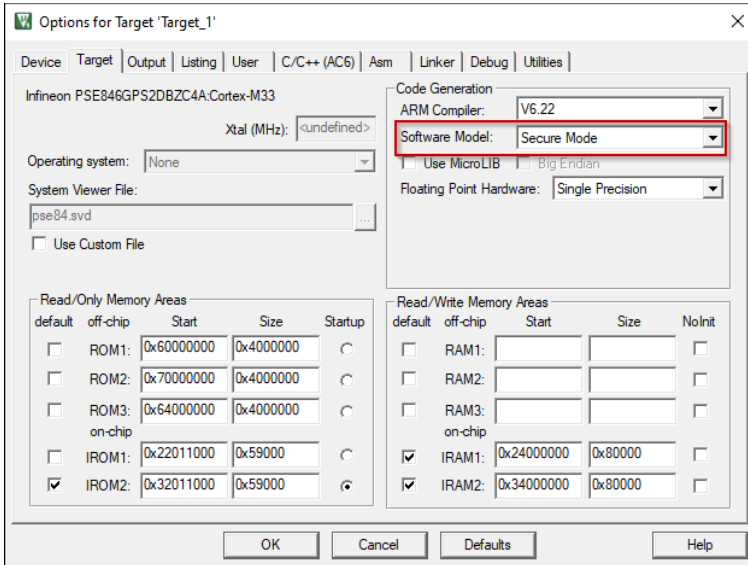 Options for Target 'Target_1'
Device Target Output Listing User C/C++ (AC6) Asm Linker Debug Utilities
Infineon PSE846GPS2DBZC4A:Cortex-M33
Xtal (MHz): <undefined>
Operating system: None
System Viewer File:
pse84.svd
...
Use Custom File
Code Generation
ARM Compiler: V6.22
Software Model: Secure Mode
Use MicroLIB Big Endian
Floating Point Hardware: Single Precision
Read/Only Memory Areas
default off-chip Start Size Startup
ROM1: 0x60000000 0x4000000
ROM2: 0x70000000 0x4000000
ROM3: 0x64000000 0x4000000
on-chip
IROM1: 0x22011000 0x59000
IROM2: 0x32011000 0x59000
Read/Write Memory Areas
default off-chip Start Size NoInit
RAM1:
RAM2:
RAM3:
on-chip
IRAM1: 0x24000000 0x80000
IRAM2: 0x34000000 0x80000
OK Cancel Defaults Help